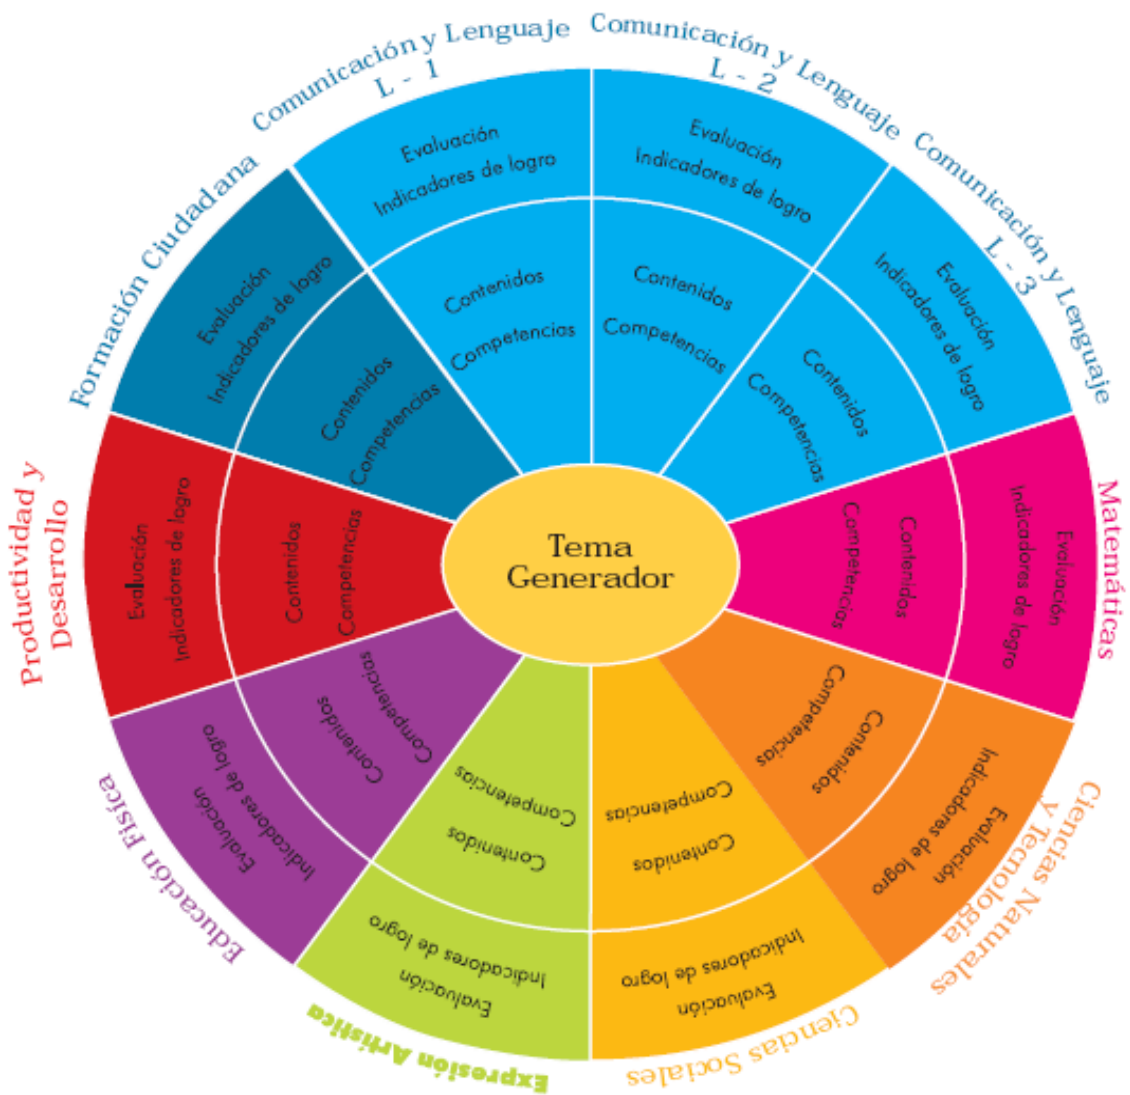 Comunicación y Lenguaje
L - 1
Evaluación
Indicadores de logro
Contenidos
Competencias
Comunicación y Lenguaje
L - 2
Evaluación
Indicadores de logro
Contenidos
Competencias
Comunicación y Lenguaje
L - 3
Evaluación
Indicadores de logro
Contenidos
Competencias
Matemáticas
Evaluación
Indicadores de logro
Contenidos
Competencias
Ciencias Naturales
y Tecnología
Evaluación
Indicadores de logro
Contenidos
Competencias
Ciencias Sociales
Evaluación
Indicadores de logro
Contenidos
Competencias
Expresión Artística
Evaluación
Indicadores de logro
Contenidos
Competencias
Educación Física
Evaluación
Indicadores de logro
Contenidos
Competencias
Productividad y
Desarrollo
Evaluación
Indicadores de logro
Contenidos
Competencias
Formación Ciudadana
Evaluación
Indicadores de logro
Contenidos
Competencias
Tema
Generador